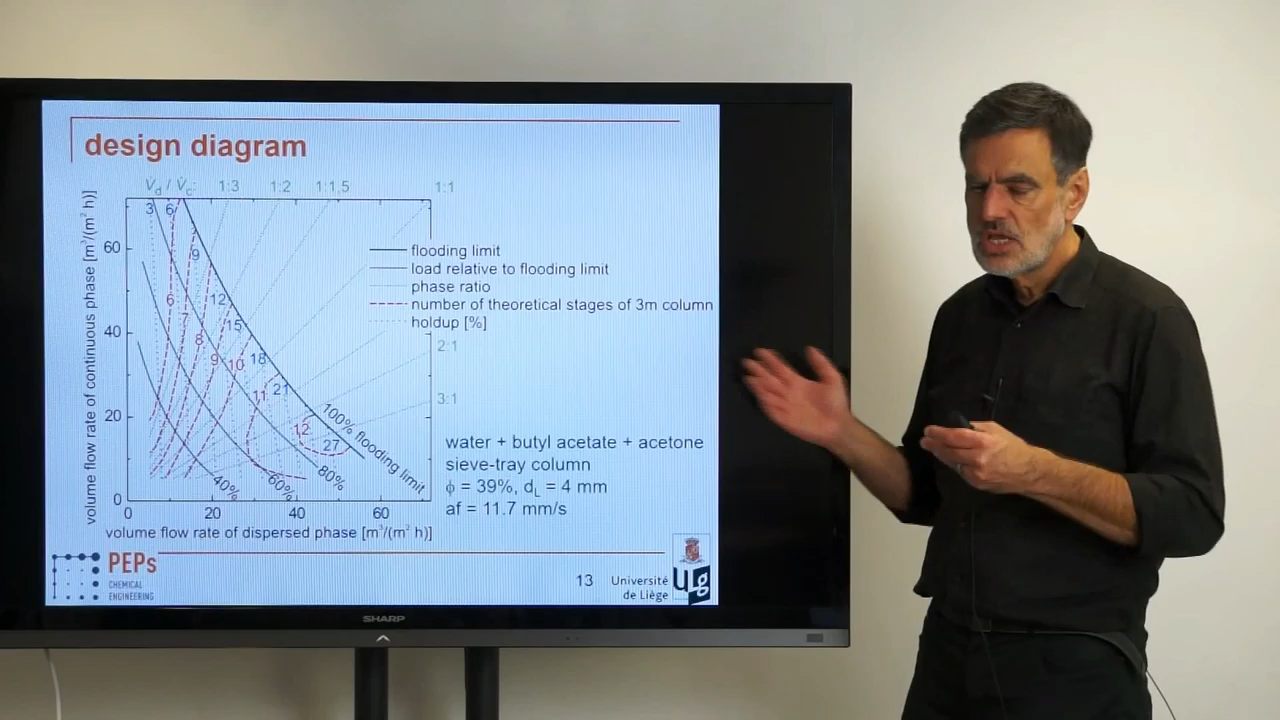 design diagram
V̇d / V̇c: 1:3 1:2 1:1,5 1:1
3 6
9
6 12
7 15
8
9 10 18
11 21
12
27
60
40
20
0
volume flow rate of continuous phase [m³/(m² h)]
flooding limit
load relative to flooding limit
phase ratio
number of theoretical stages of 3m column
holdup [%]
2:1
3:1
100% flooding limit
80%
60%
40%
0 20 40 60
volume flow rate of dispersed phase [m³/(m² h)]
water + butyl acetate + acetone
sieve-tray column
ϕ = 39%, dL = 4 mm
af = 11.7 mm/s
PEPs
CHEMICAL
ENGINEERING
13
Université
de Liège
ULg
SHARP